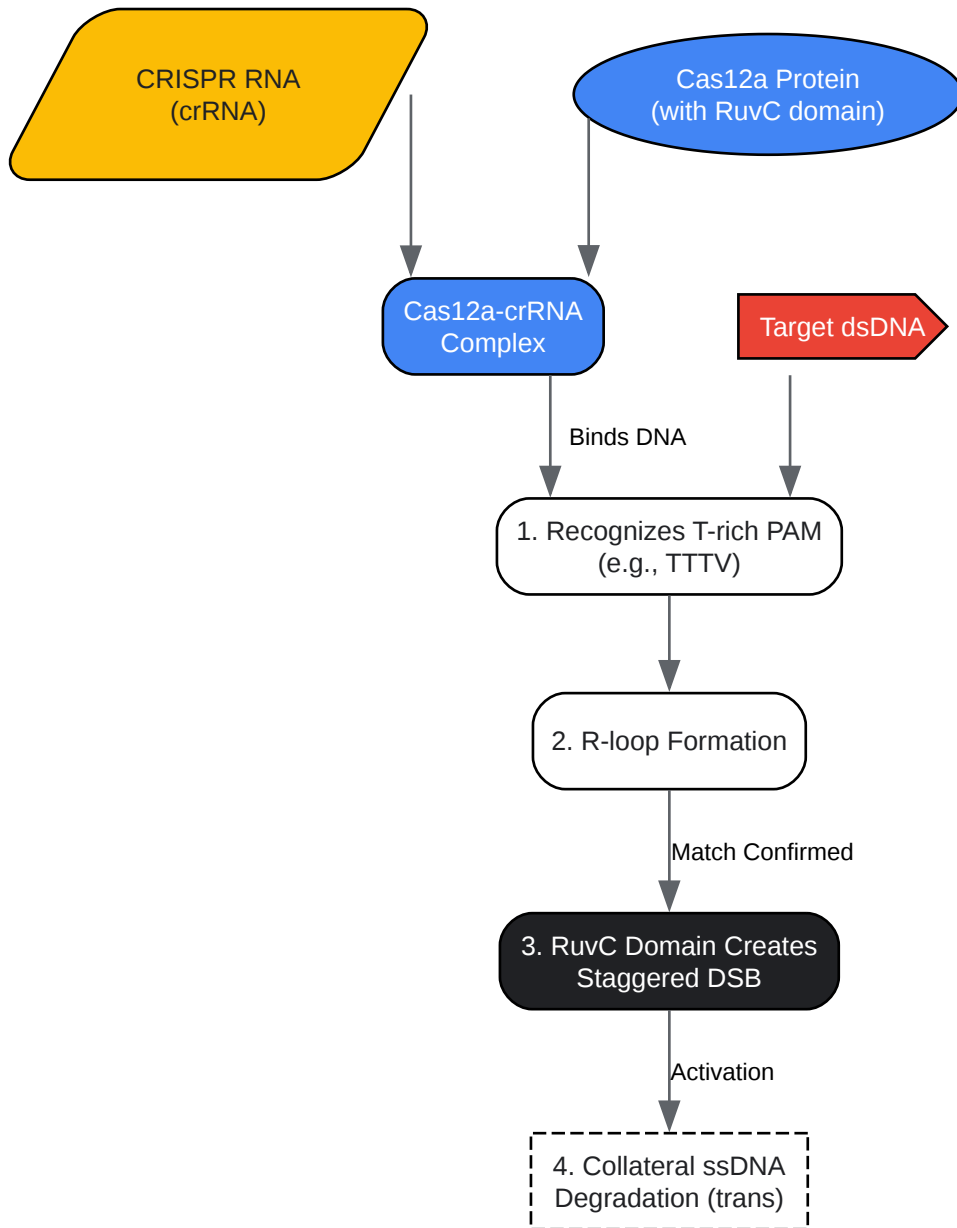 CRISPR RNA
(crRNA)
Cas12a Protein
(with RuvC domain)
Cas12a-crRNA
Complex
Target dsDNA
Binds DNA
1. Recognizes T-rich PAM
(e.g., TTTV)
2. R-loop Formation
Match Confirmed
3. RuvC Domain Creates
Staggered DSB
Activation
4. Collateral ssDNA
Degradation (trans)